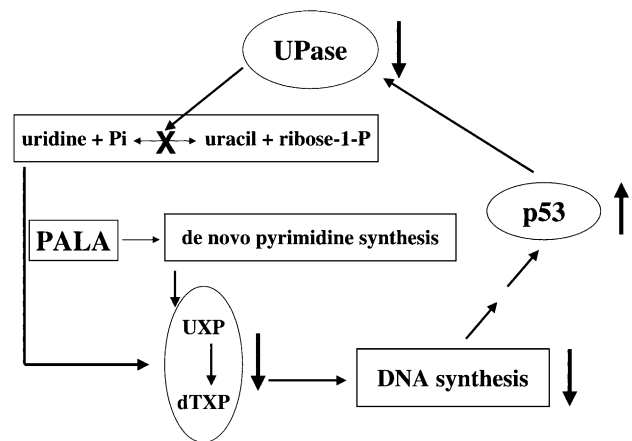 UPase
uridine + Pi X uracil + ribose-1-P
p53
PALA
de novo pyrimidine synthesis
UXP
dTXP
DNA synthesis